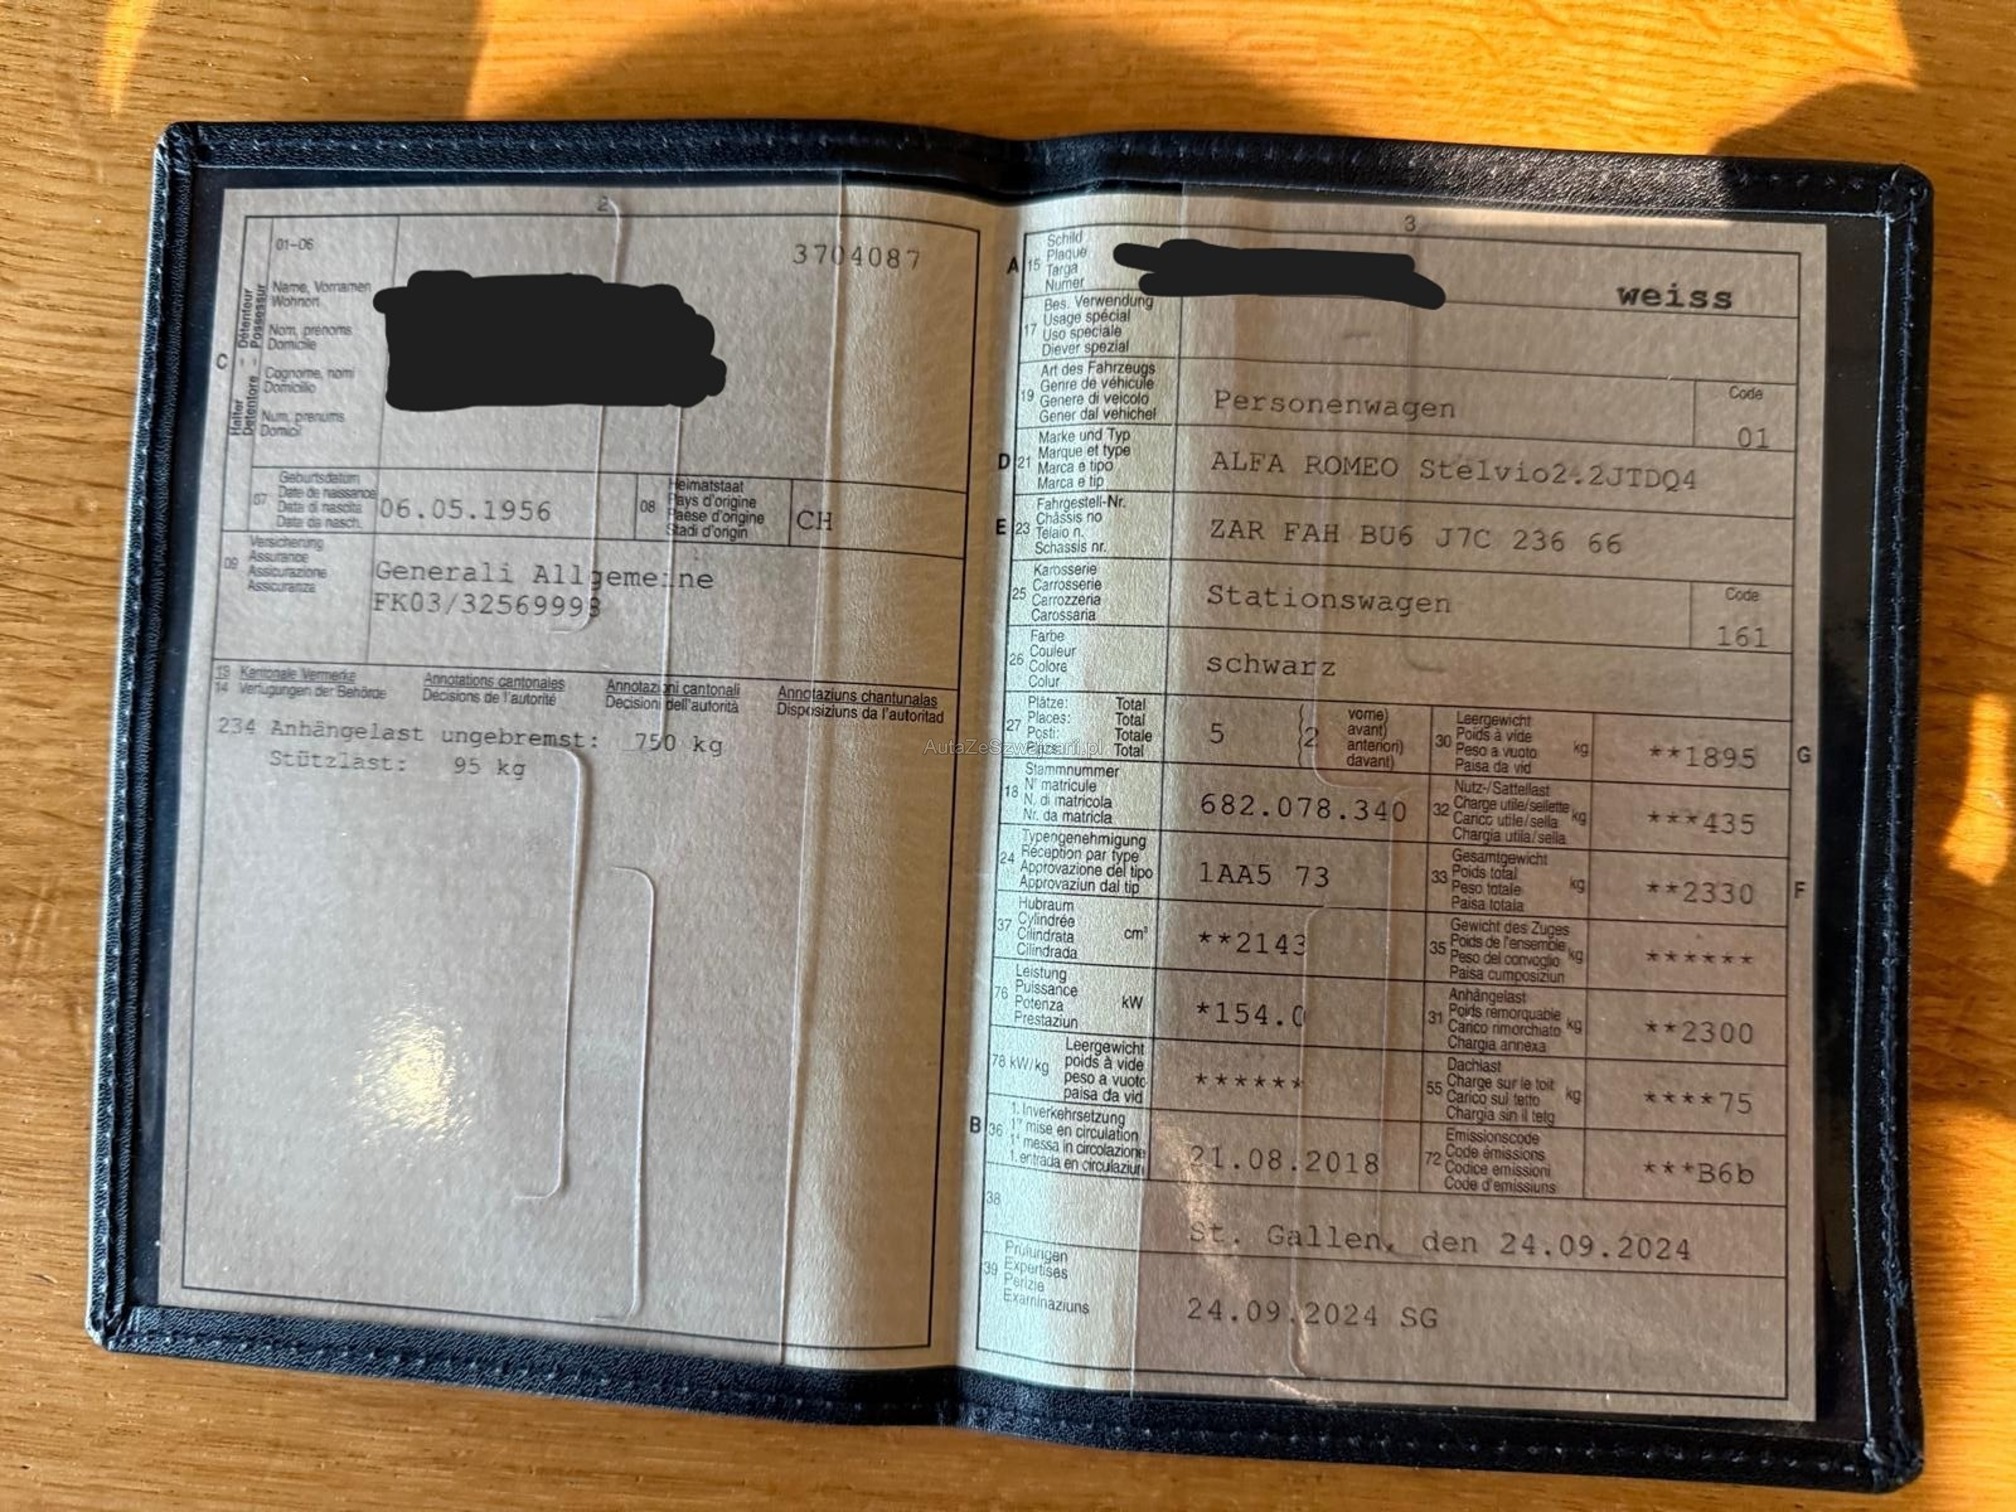 2
01-06
3704087
Name, Vornamen
Wohnort
Nom, prénoms
Domicile
Cognome, nomi
Domicilio
Num, prenums
Domicil
C
Halter
Detentore
Détenteur
Possessur
07
Geburtsdatum
Date de naissance
Data di nascita
Data da nasch.
06.05.1956
08
Heimatstaat
Pays d'origine
Paese d'origine
Stadi d'origin
CH
09
Versicherung
Assurance
Assicurazione
Assicuranza
Generali Allgemeine
FK03/32569998
13 Kantonale Vermerke Annotations cantonales Annotazioni cantonali Annotaziuns chantunalas
14 Verfügungen der Behörde Décisions de l'autorité Decisioni dell'autorità Disposiziuns da l'autoritad
234 Anhängelast ungebremst: 750 kg
Stützlast: 95 kg
3
A 15
Schild
Plaque
Targa
Numer
weiss
17
Bes. Verwendung
Usage spécial
Uso speciale
Diever spezial
19
Art des Fahrzeugs
Genre de véhicule
Genere di veicolo
Gener dal vehichel
Personenwagen
Code
01
D 21
Marke und Typ
Marque et type
Marca e tipo
Marca e tip
ALFA ROMEO Stelvio2.2JTDQ4
E 23
Fahrgestell-Nr.
Châssis no
Telaio n.
Schassis nr.
ZAR FAH BU6 J7C 236 66
25
Karosserie
Carrosserie
Carrozzeria
Carossaria
Stationswagen
Code
161
26
Farbe
Couleur
Colore
Colur
schwarz
27
Plätze: Total
Places: Total
Posti: Totale
Total
5
2
vorne)
avant)
anteriori)
davant)
30
Leergewicht
Poids à vide
Peso a vuoto
Paisa da vid
kg
**1895
G
18
Stammnummer
N° matricule
N. di matricola
Nr. da matricla
682.078.340
32
Nutz-/Sattellast
Charge utile/sellette
Carico utile/sella
Chargia utila/sella
kg
***435
24
Typengenehmigung
Réception par type
Approvazione del tipo
Approvaziun dal tip
1AA5 73
33
Gesamtgewicht
Poids total
Peso totale
Paisa totala
kg
**2330
F
37
Hubraum
Cylindrée
Cilindrata
Cilindrada
cm³
**2143
35
Gewicht des Zuges
Poids de l'ensemble
Peso del convoglio
Paisa cumposiziun
kg
******
76
Leistung
Puissance
Potenza
Prestaziun
kW
*154.0
31
Anhängelast
Poids remorquable
Carico rimorchiato
Chargia annexa
kg
**2300
78 kW/kg
Leergewicht
poids à vide
peso a vuoto
paisa da vid
******
55
Dachlast
Charge sur le toit
Carico sul tetto
Chargia sin il tetg
kg
****75
B 36
1. Inverkehrsetzung
1re mise en circulation
1a messa in circolazione
1. entrada en circulaziun
21.08.2018
72
Emissionscode
Code émissions
Codice emissioni
Code d'emissiuns
***B6b
38
St. Gallen, den 24.09.2024
39
Prüfungen
Expertises
Perizie
Examinaziuns
24.09.2024 SG
AutaZeSzwajcarii.pl